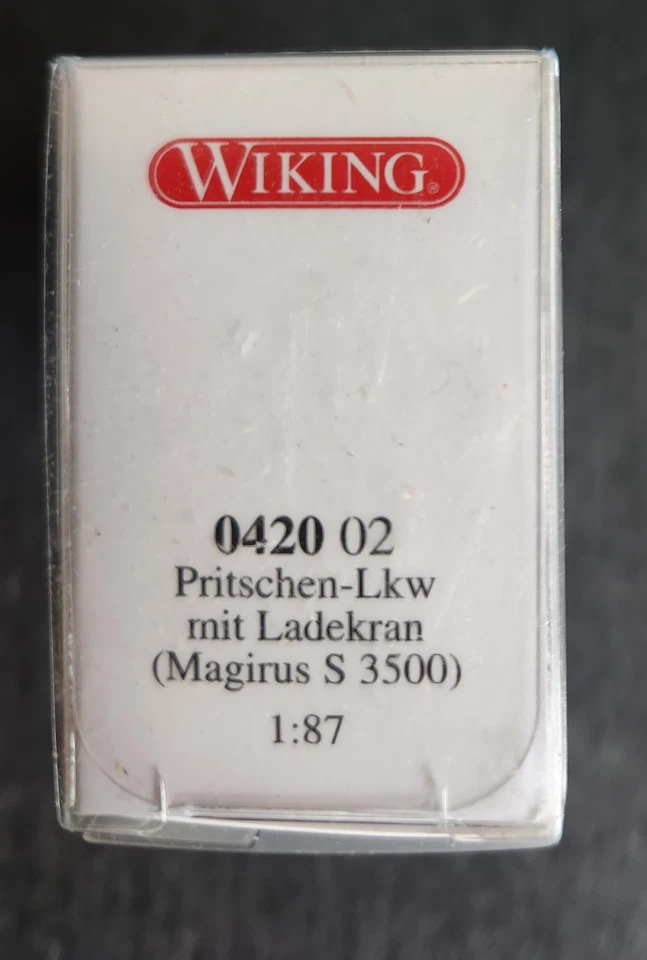 WIKING®
0420 02
Pritschen-Lkw
mit Ladekran
(Magirus S 3500)
1:87